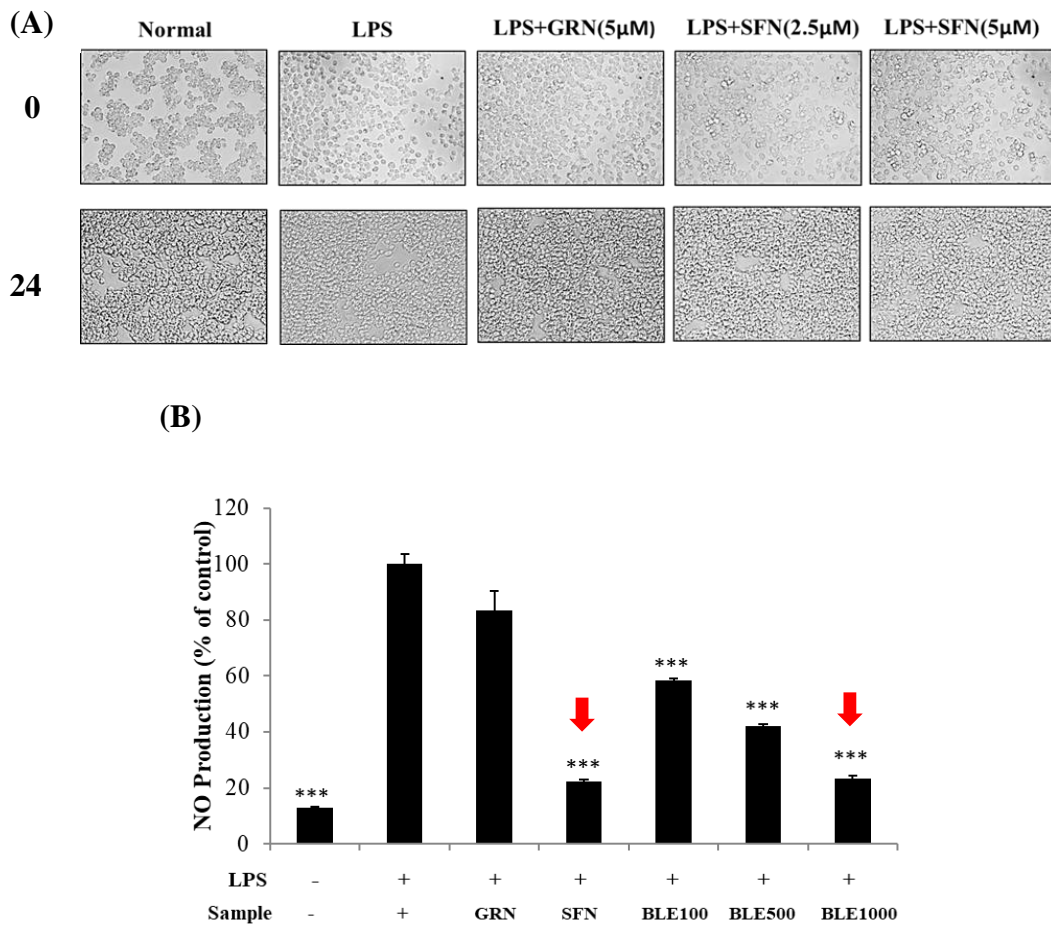 (A)
Normal LPS LPS+GRN(5μM) LPS+SFN(2.5μM) LPS+SFN(5μM)
0
24
(B)
NO Production (% of control)
120
100
80
60
40
20
0
*** *** *** *** ***
LPS - + + + + + +
Sample - + GRN SFN BLE100 BLE500 BLE1000